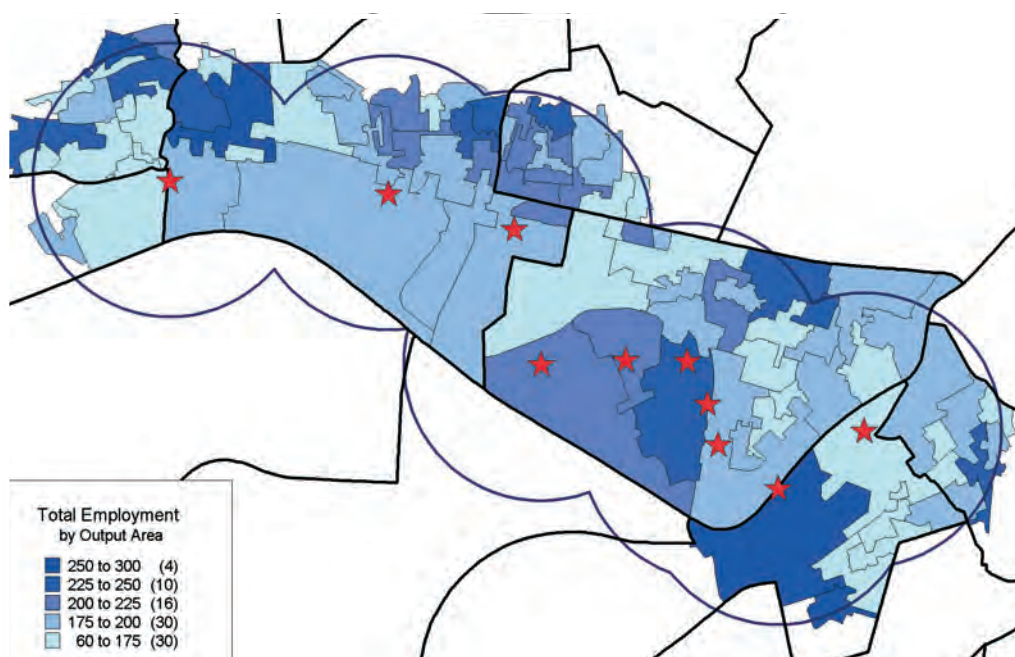 Total Employment
by Output Area
250 to 300 (4)
225 to 250 (10)
200 to 225 (16)
175 to 200 (30)
60 to 175 (30)